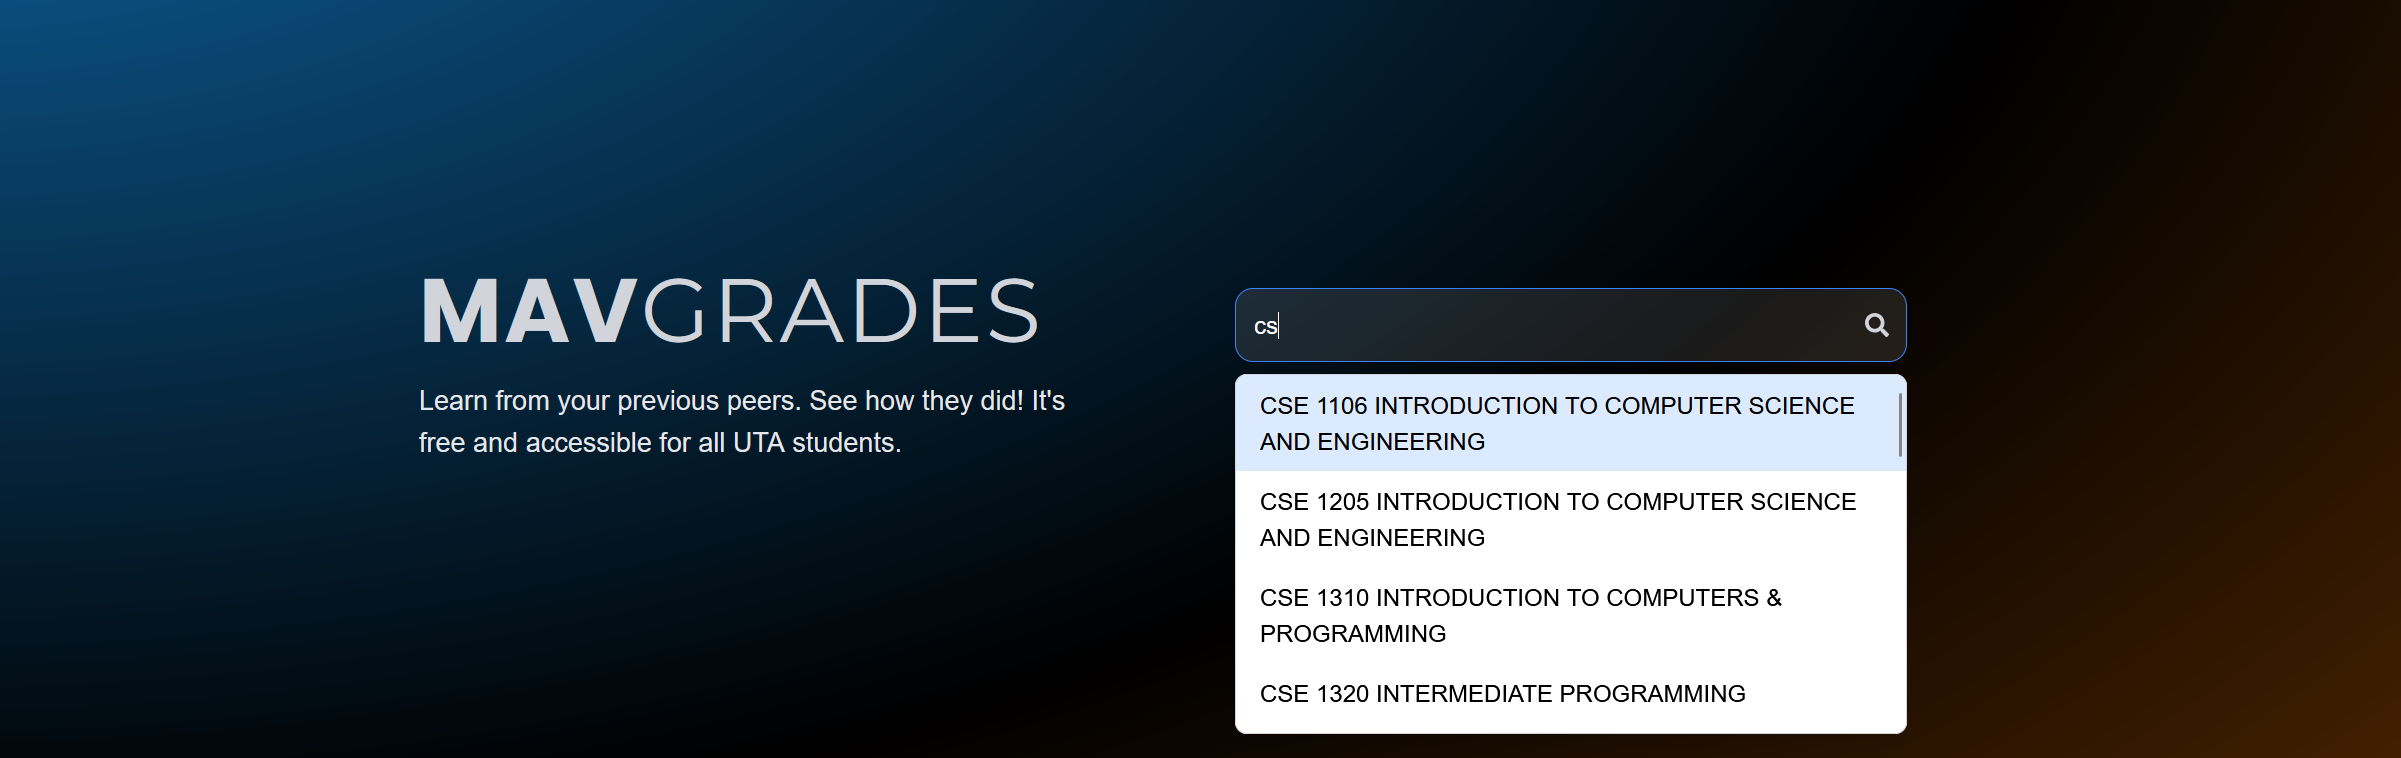 MAVGRADES
Learn from your previous peers. See how they did! It's
free and accessible for all UTA students.
cs
CSE 1106 INTRODUCTION TO COMPUTER SCIENCE
AND ENGINEERING
CSE 1205 INTRODUCTION TO COMPUTER SCIENCE
AND ENGINEERING
CSE 1310 INTRODUCTION TO COMPUTERS &
PROGRAMMING
CSE 1320 INTERMEDIATE PROGRAMMING